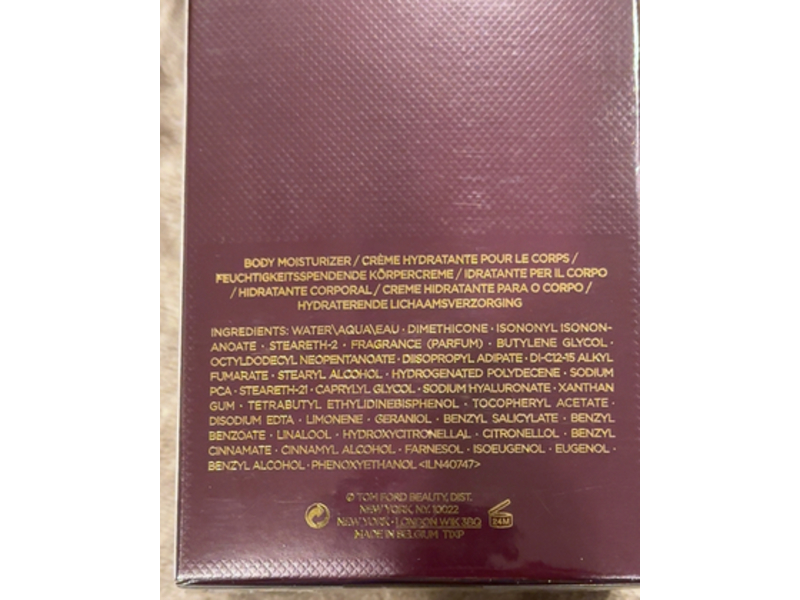 BODY MOISTURIZER / CRÈME HYDRATANTE POUR LE CORPS /
FEUCHTIGKEITSSPENDENDE KÖRPERCREME / IDRATANTE PER IL CORPO
/ HIDRATANTE CORPORAL / CREME HIDRATANTE PARA O CORPO /
HYDRATERENDE LICHAAMSVERZORGING
INGREDIENTS: WATER\AQUA\EAU · DIMETHICONE · ISONONYL ISONON-
ANOATE · STEARETH-2 · FRAGRANCE (PARFUM) · BUTYLENE GLYCOL ·
OCTYLDODECYL NEOPENTANOATE · DIISOPROPYL ADIPATE · DI-C12-15 ALKYL
FUMARATE · STEARYL ALCOHOL · HYDROGENATED POLYDECENE · SODIUM
PCA · STEARETH-21 · CAPRYLYL GLYCOL · SODIUM HYALURONATE · XANTHAN
GUM · TETRABUTYL ETHYLIDINEBISPHENOL · TOCOPHERYL ACETATE ·
DISODIUM EDTA · LIMONENE · GERANIOL · BENZYL SALICYLATE · BENZYL
BENZOATE · LINALOOL · HYDROXYCITRONELLAL · CITRONELLOL · BENZYL
CINNAMATE · CINNAMYL ALCOHOL · FARNESOL · ISOEUGENOL · EUGENOL ·
BENZYL ALCOHOL · PHENOXYETHANOL <ILN40747>
© TOM FORD BEAUTY, DIST.
NEW YORK, NY. 10022
NEW YORK · LONDON W1K 3BQ
24M
MADE IN BELGIUM T1XP